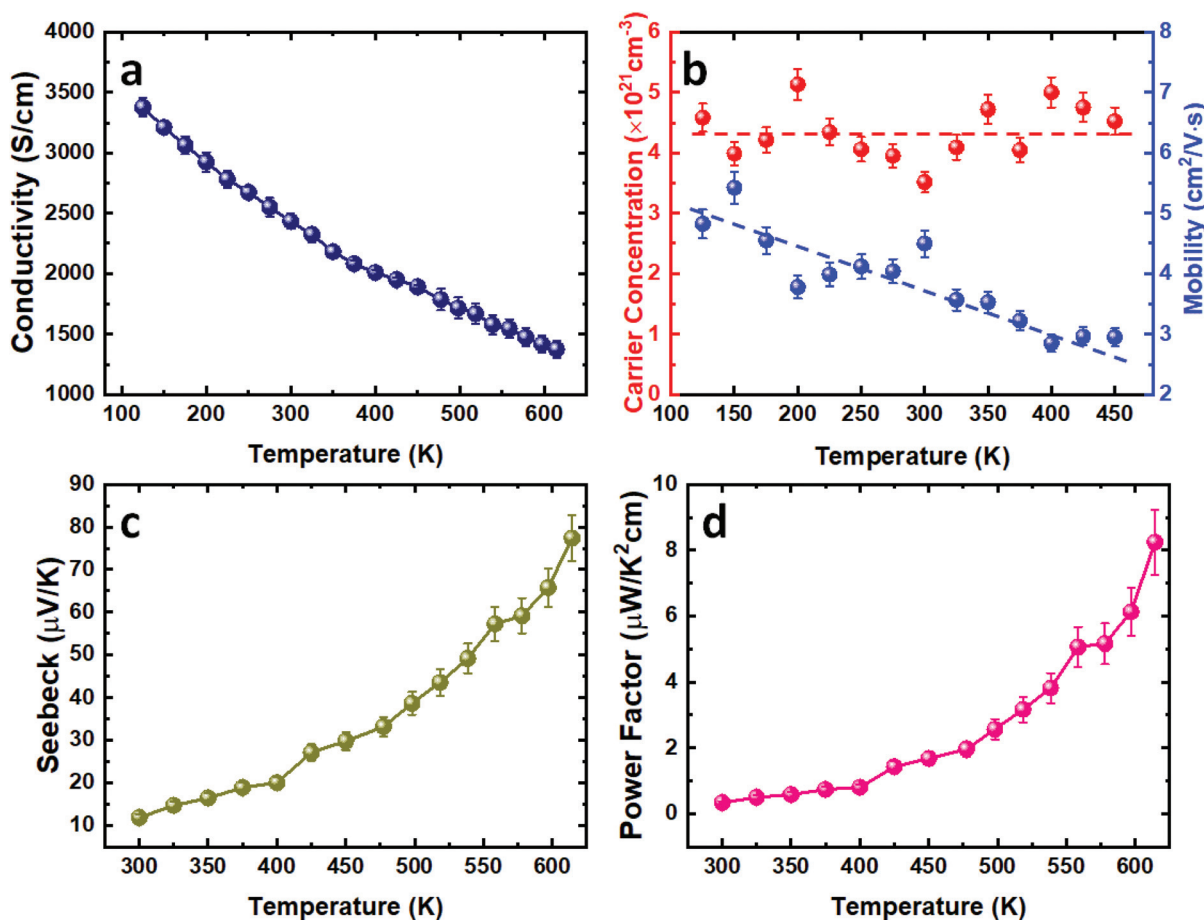 a
Conductivity (S/cm)
4000
3500
3000
2500
2000
1500
1000
100 200 300 400 500 600
Temperature (K)
b
Carrier Concentration (×10²¹cm⁻³)
6
5
4
3
2
1
0
8
7
6
5
4
3
2
Mobility (cm²/V·s)
100 150 200 250 300 350 400 450
Temperature (K)
c
Seebeck (μV/K)
90
80
70
60
50
40
30
20
10
300 350 400 450 500 550 600
Temperature (K)
d
Power Factor (μW/K²cm)
10
8
6
4
2
0
300 350 400 450 500 550 600
Temperature (K)